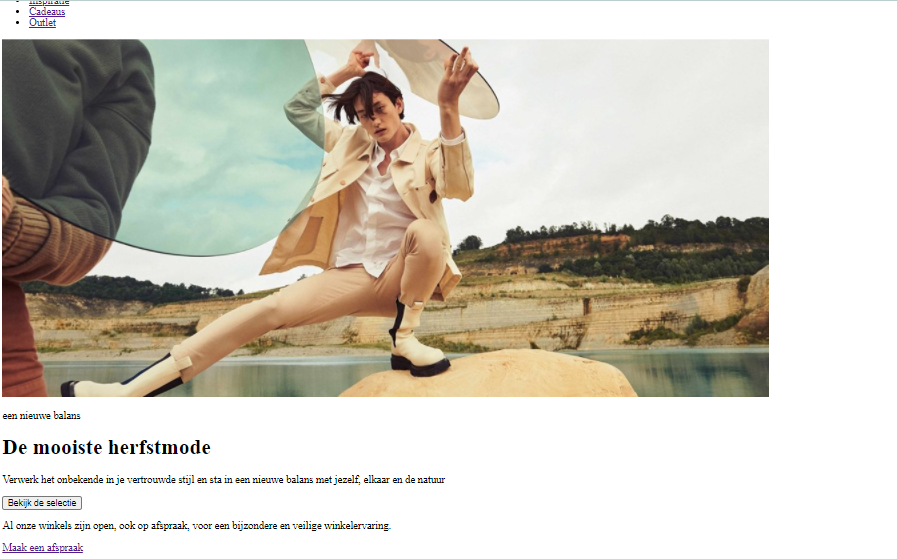 Inspiratie
Cadeaus
Outlet
een nieuwe balans
De mooiste herfstmode
Verwerk het onbekende in je vertrouwde stijl en sta in een nieuwe balans met jezelf, elkaar en de natuur
Bekijk de selectie
Al onze winkels zijn open, ook op afspraak, voor een bijzondere en veilige winkelervaring.
Maak een afspraak